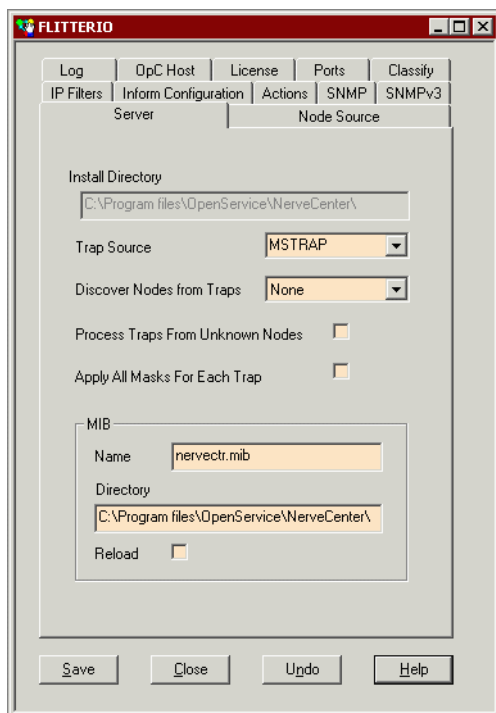 FLITTERIO
Log OpC Host License Ports Classify
IP Filters Inform Configuration Actions SNMP SNMPv3
Server Node Source
Install Directory
C:\Program files\OpenService\NerveCenter\
Trap Source MSTRAP
Discover Nodes from Traps None
Process Traps From Unknown Nodes
Apply All Masks For Each Trap
MIB
Name nervectr.mib
Directory
C:\Program files\OpenService\NerveCenter\
Reload
Save Close Undo Help